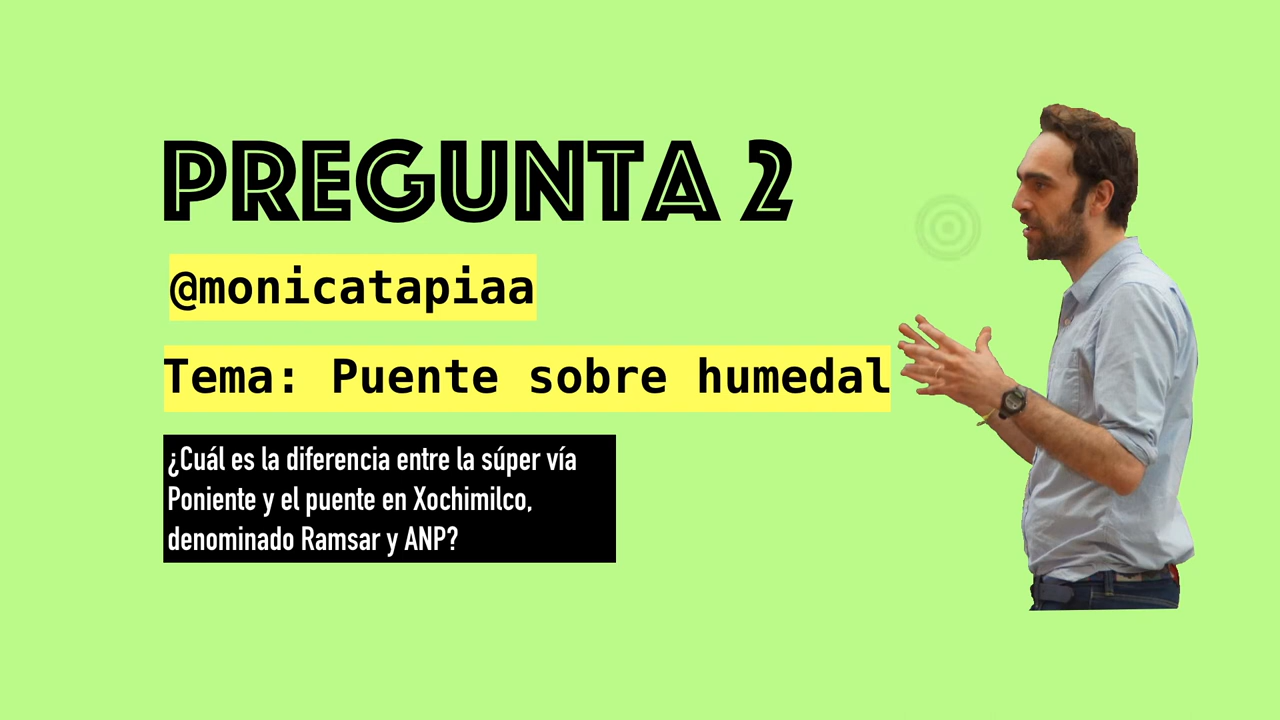 PREGUNTA 2
@monicatapiaa
Tema: Puente sobre humedal
¿Cuál es la diferencia entre la súper vía
Poniente y el puente en Xochimilco,
denominado Ramsar y ANP?